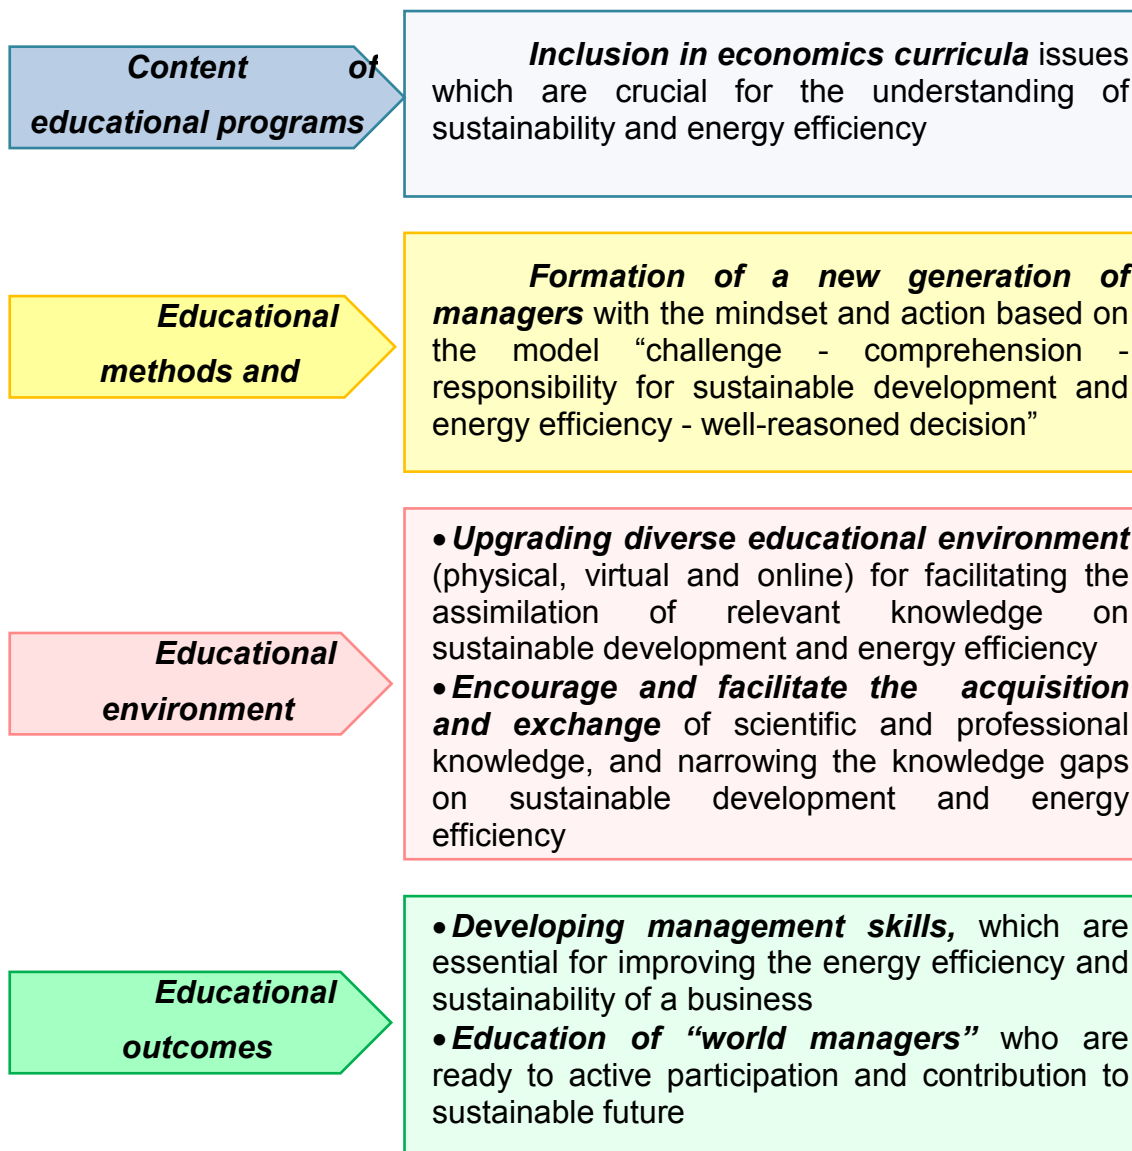 Content of
educational programs
Inclusion in economics curricula issues
which are crucial for the understanding of
sustainability and energy efficiency
Educational
methods and
Formation of a new generation of
managers with the mindset and action based on
the model “challenge - comprehension -
responsibility for sustainable development and
energy efficiency - well-reasoned decision”
Educational
environment
•Upgrading diverse educational environment
(physical, virtual and online) for facilitating the
assimilation of relevant knowledge on
sustainable development and energy efficiency
•Encourage and facilitate the acquisition
and exchange of scientific and professional
knowledge, and narrowing the knowledge gaps
on sustainable development and energy
efficiency
Educational
outcomes
•Developing management skills, which are
essential for improving the energy efficiency and
sustainability of a business
•Education of “world managers” who are
ready to active participation and contribution to
sustainable future